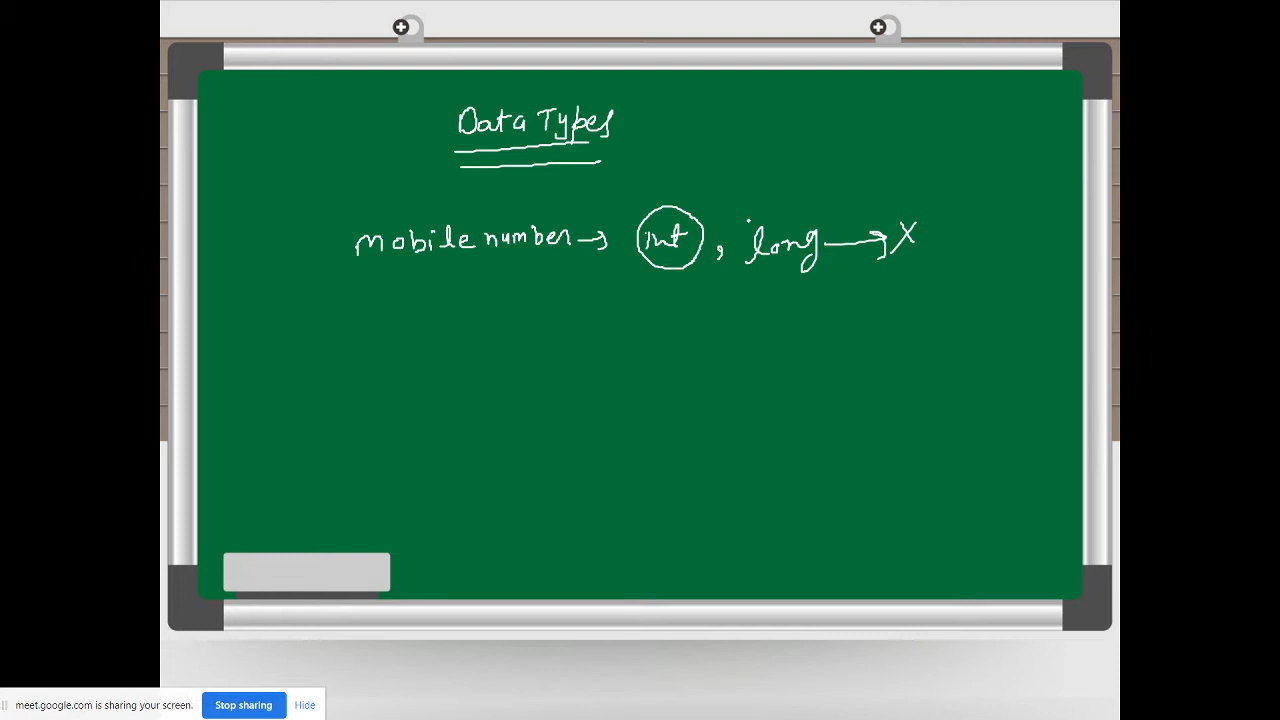 Data Types
mobile number → int, long → X
meet.google.com is sharing your screen. Stop sharing Hide